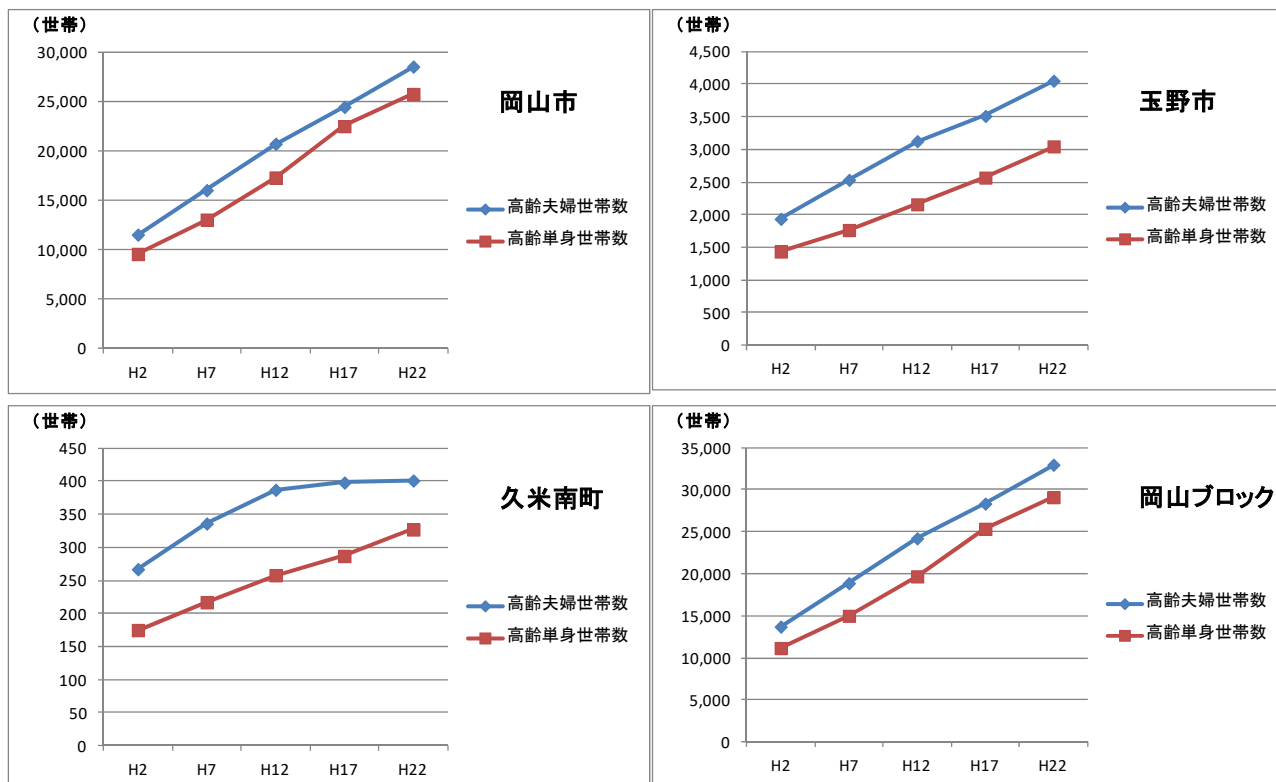 （世帯）
30,000
25,000
20,000
15,000
10,000
5,000
0
H2 H7 H12 H17 H22
岡山市
高齢夫婦世帯数
高齢単身世帯数
（世帯）
4,500
4,000
3,500
3,000
2,500
2,000
1,500
1,000
500
0
H2 H7 H12 H17 H22
玉野市
高齢夫婦世帯数
高齢単身世帯数
（世帯）
450
400
350
300
250
200
150
100
50
0
H2 H7 H12 H17 H22
久米南町
高齢夫婦世帯数
高齢単身世帯数
（世帯）
35,000
30,000
25,000
20,000
15,000
10,000
5,000
0
H2 H7 H12 H17 H22
岡山ブロック
高齢夫婦世帯数
高齢単身世帯数